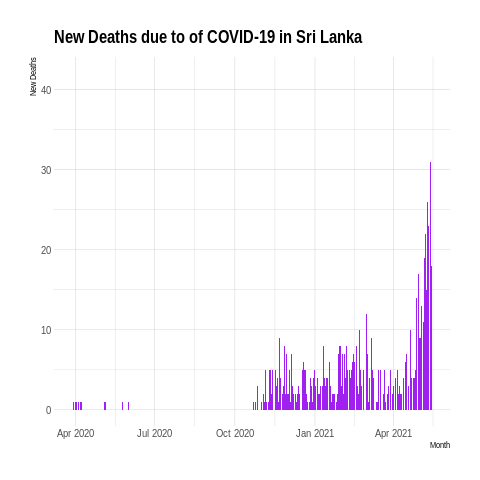 New Deaths due to of COVID-19 in Sri Lanka
New Deaths
40
30
20
10
0
Apr 2020 Jul 2020 Oct 2020 Jan 2021 Apr 2021
Month